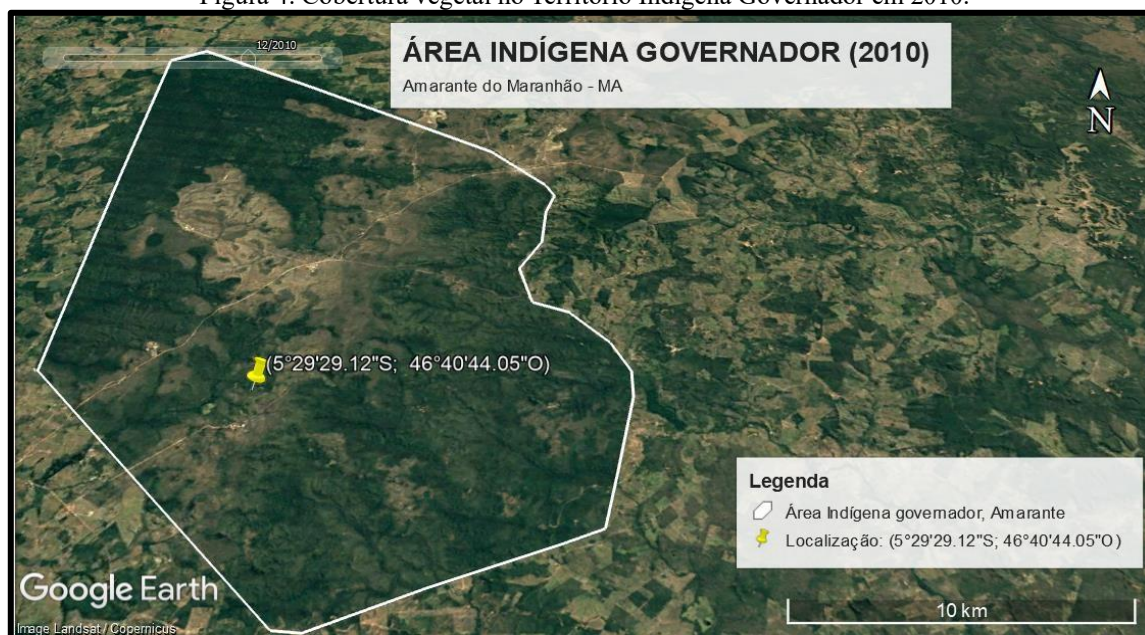 Figura 4. Cobertura vegetal no Território Indígena Governador em 2010.
12/2010
ÁREA INDÍGENA GOVERNADOR (2010)
Amarante do Maranhão - MA
N
(5°29'29.12"S; 46°40'44.05"O)
Legenda
Área Indígena governador, Amarante
Localização: (5°29'29.12"S; 46°40'44.05"O)
Google Earth
10 km
Image Landsat / Copernicus